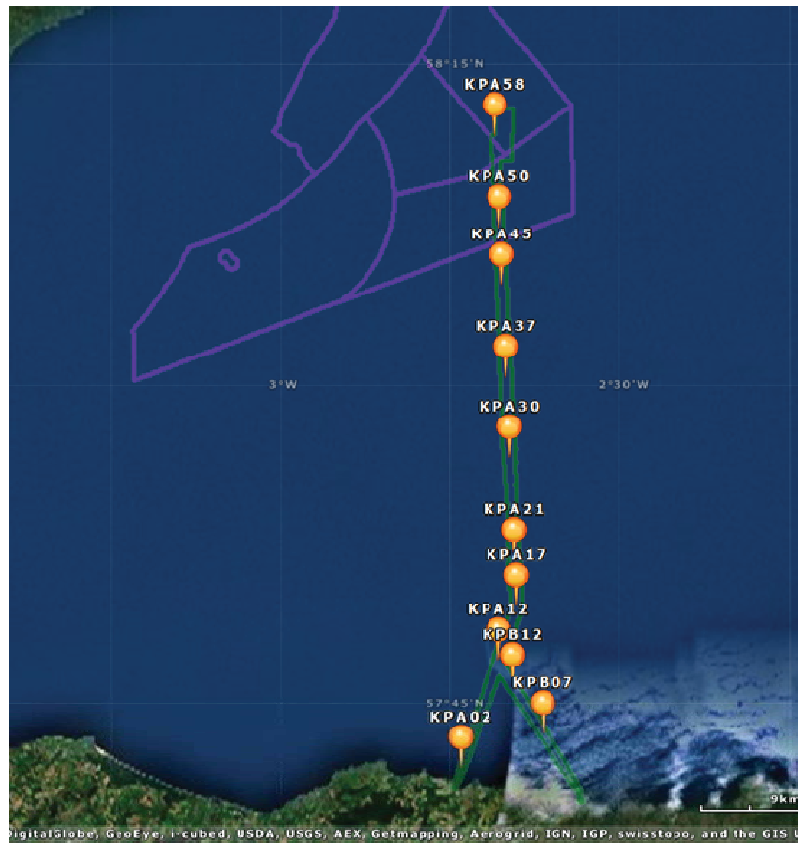 58°15'N
KPA58
KPA50
KPA45
KPA37
3°W
2°30'W
KPA30
KPA21
KPA17
KPA12
KPB12
KPB07
57°45'N
KPA02
9km
DigitalGlobe, GeoEye, i-cubed, USDA, USGS, AEX, Getmapping, Aerogrid, IGN, IGP, swisstopo, and the GIS U